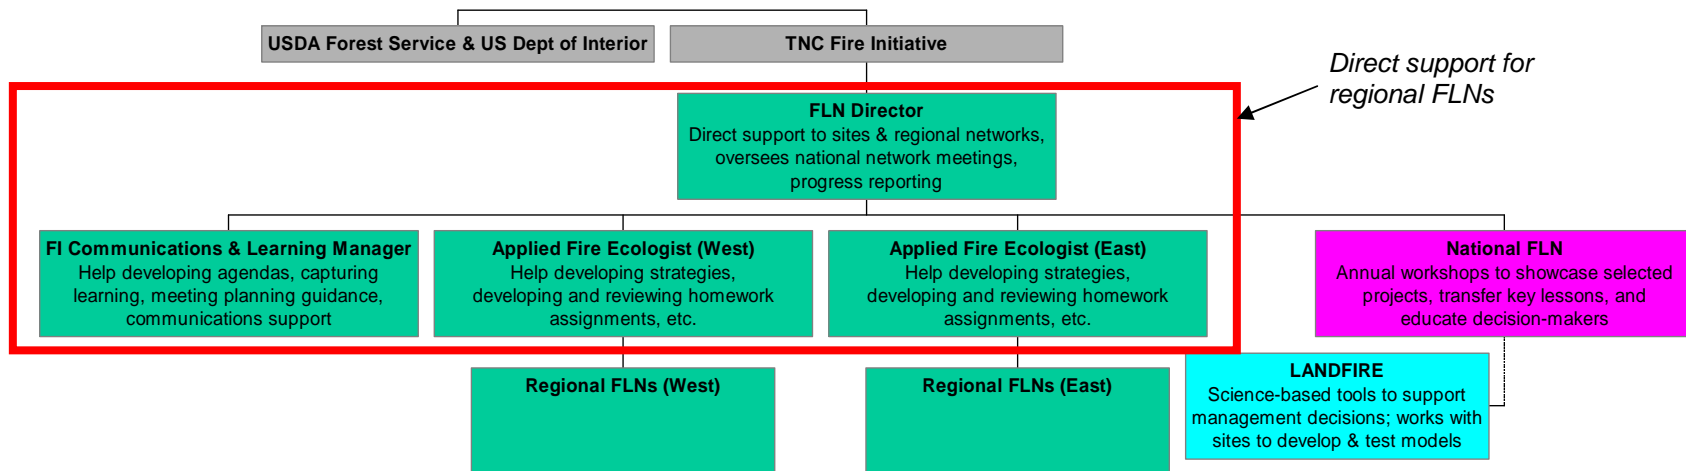 USDA Forest Service & US Dept of Interior
TNC Fire Initiative
Direct support for
regional FLNs
FLN Director
Direct support to sites & regional networks,
oversees national network meetings,
progress reporting
FI Communications & Learning Manager
Help developing agendas, capturing
learning, meeting planning guidance,
communications support
Applied Fire Ecologist (West)
Help developing strategies,
developing and reviewing homework
assignments, etc.
Applied Fire Ecologist (East)
Help developing strategies,
developing and reviewing homework
assignments, etc.
National FLN
Annual workshops to showcase selected
projects, transfer key lessons, and
educate decision-makers
Regional FLNs (West)
Regional FLNs (East)
LANDFIRE
Science-based tools to support
management decisions; works with
sites to develop & test models